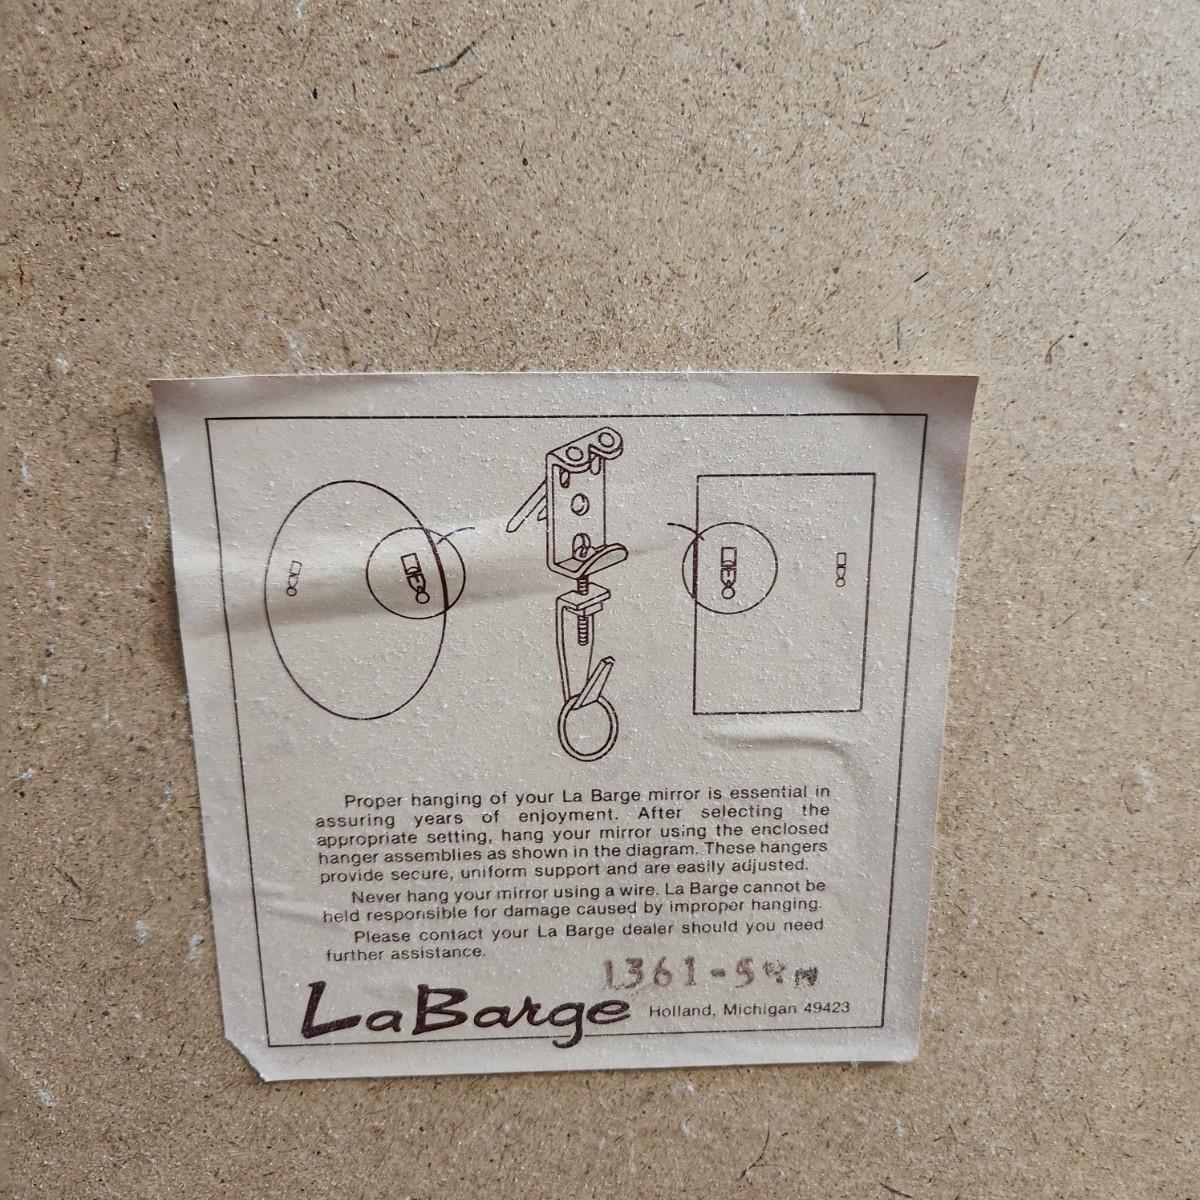 Proper hanging of your La Barge mirror is essential in
assuring years of enjoyment. After selecting the
appropriate setting, hang your mirror using the enclosed
hanger assemblies as shown in the diagram. These hangers
provide secure, uniform support and are easily adjusted.
Never hang your mirror using a wire. La Barge cannot be
held responsible for damage caused by improper hanging.
Please contact your La Barge dealer should you need
further assistance.
1361-5
LaBarge Holland, Michigan 49423